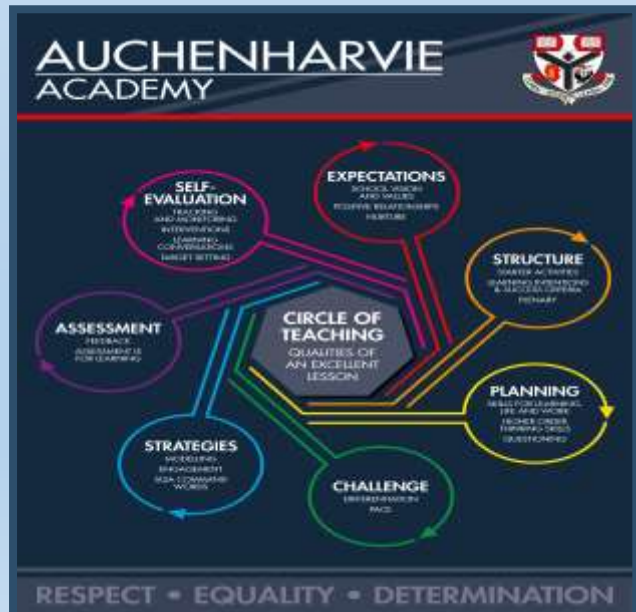 AUCHENHARVIE
ACADEMY
EXPECTATIONS
SCHOOL VISION
AND VALUES
POSITIVE RELATIONSHIPS
NURTURE
STRUCTURE
STARTER ACTIVITIES
LEARNING INTENTIONS
& SUCCESS CRITERIA
PLENARY
PLANNING
SKILLS FOR LEARNING,
LIFE AND WORK
HIGHER ORDER
THINKING SKILLS
QUESTIONING
CHALLENGE
DIFFERENTIATION
PACE
STRATEGIES
MODELLING
ENGAGEMENT
SQA COMMAND
WORDS
ASSESSMENT
FEEDBACK
ASSESSMENT IS
FOR LEARNING
SELF-
EVALUATION
TRACKING
AND MONITORING
INTERVENTIONS
LEARNING
CONVERSATIONS
TARGET SETTING
CIRCLE OF
TEACHING
QUALITIES OF
AN EXCELLENT
LESSON
RESPECT • EQUALITY • DETERMINATION